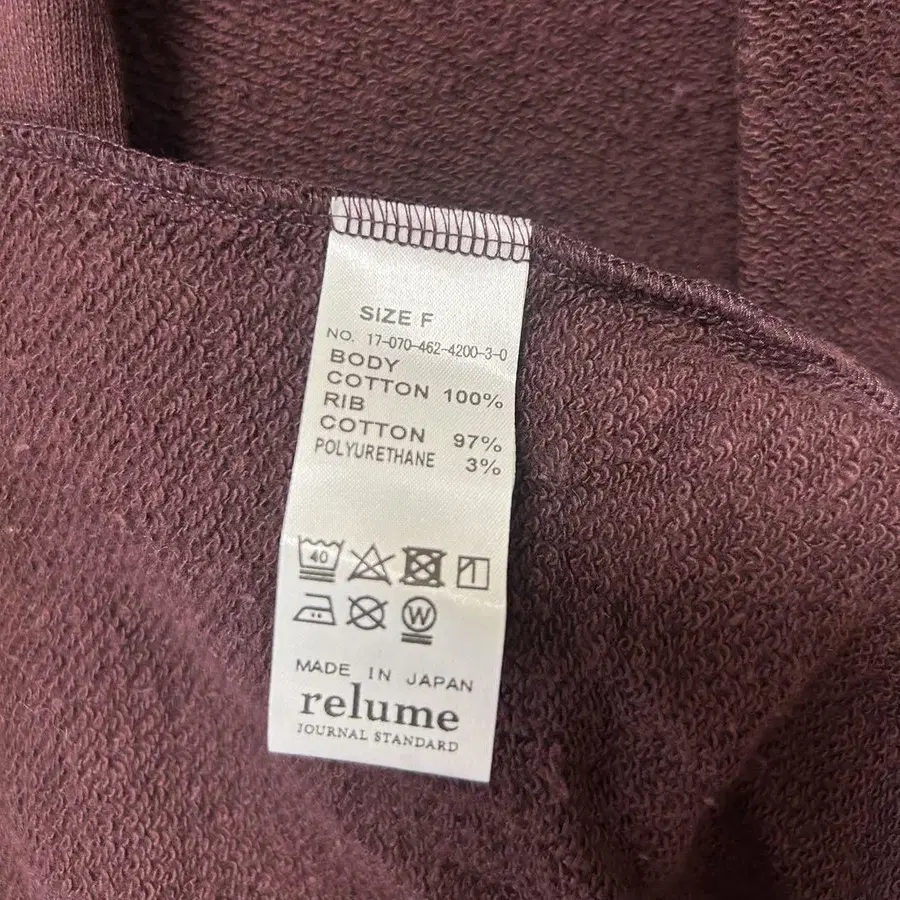 SIZE F
NO. 17-070-462-4200-3-0
BODY
COTTON 100%
RIB
COTTON 97%
POLYURETHANE 3%
40
W
MADE IN JAPAN
relume
JOURNAL STANDARD